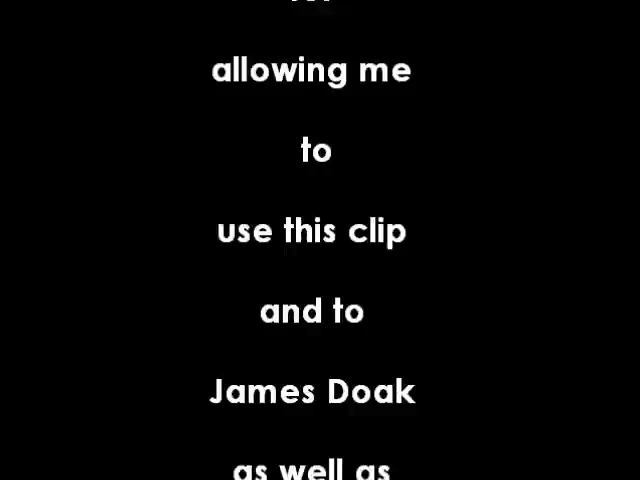 allowing me
to
use this clip
and to
James Doak
as well as